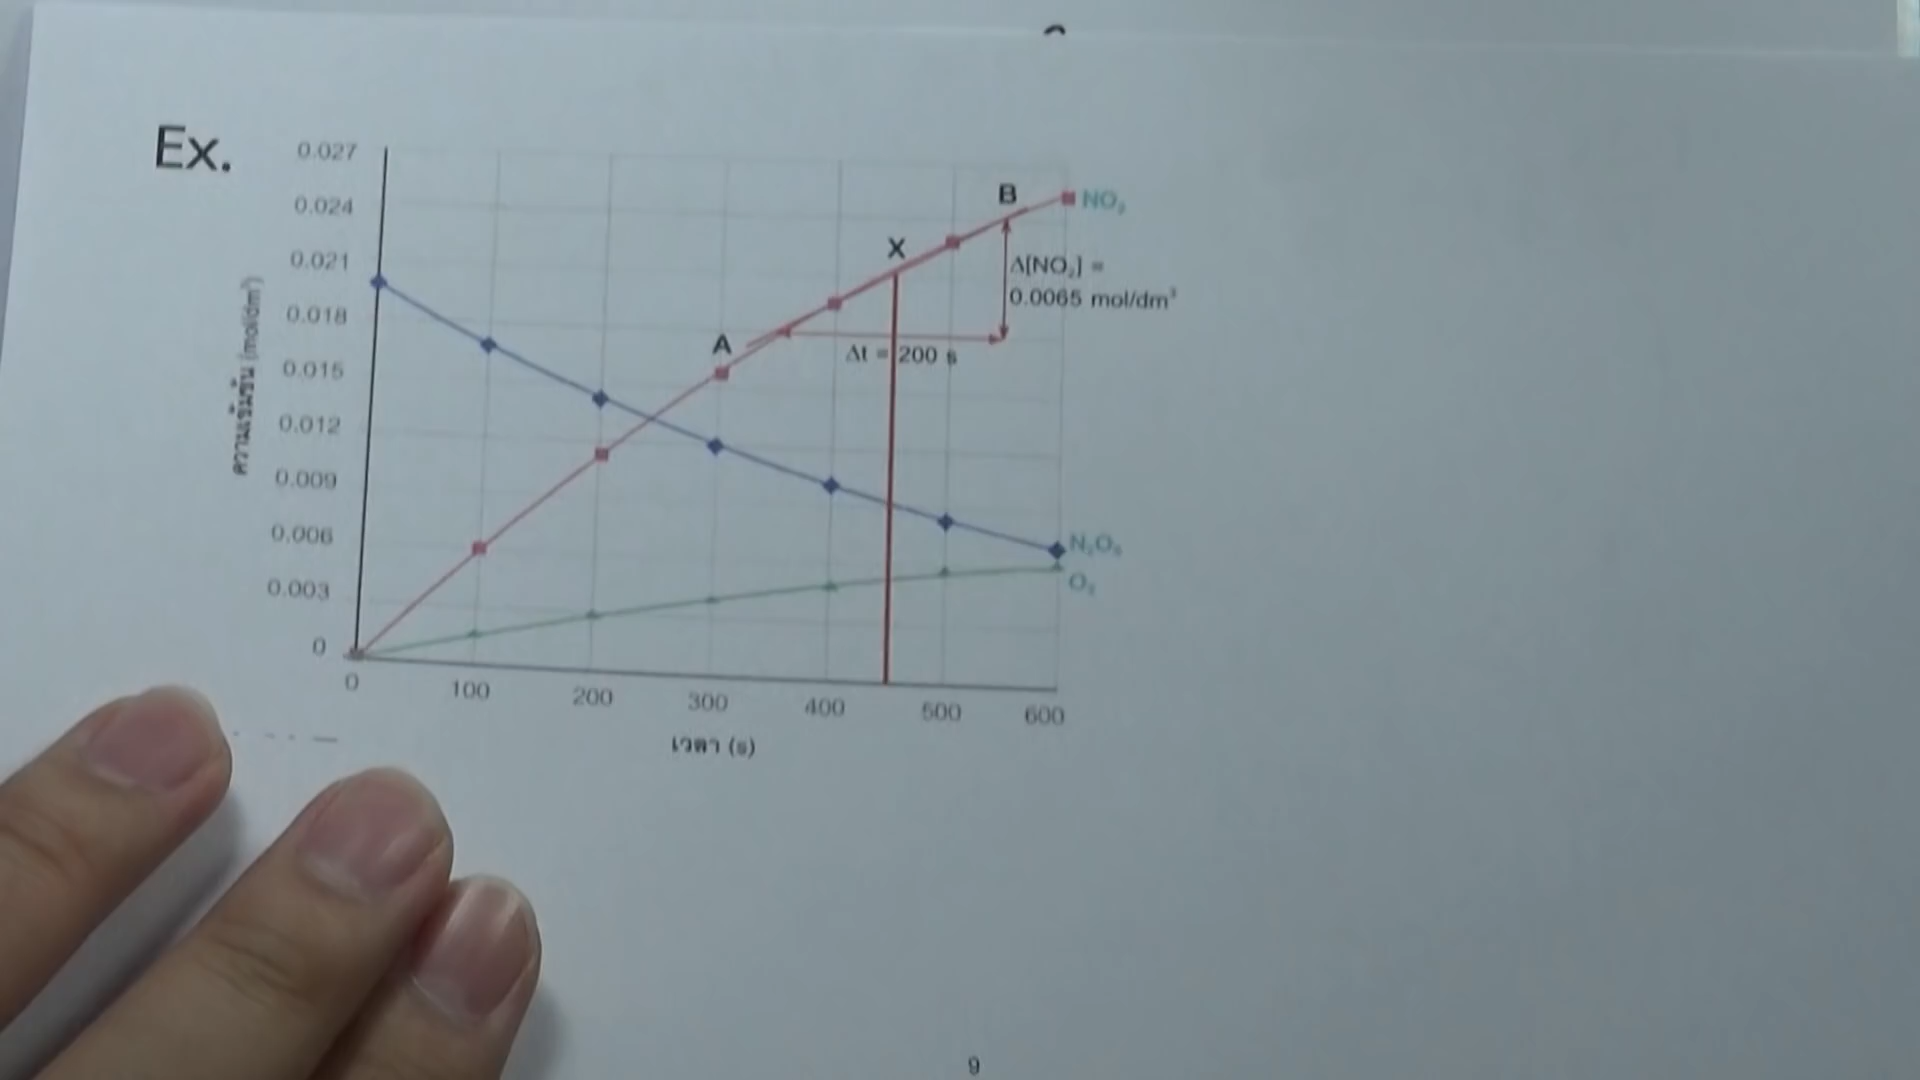 Ex.
0.027
0.024
0.021
0.018
0.015
0.012
0.009
0.006
0.003
0
ความเข้มข้น (mol/dm³)
A
X
B
NO₂
Δ[NO₂] =
0.0065 mol/dm³
Δt = 200 s
N₂O₅
O₂
0 100 200 300 400 500 600
เวลา (s)
9